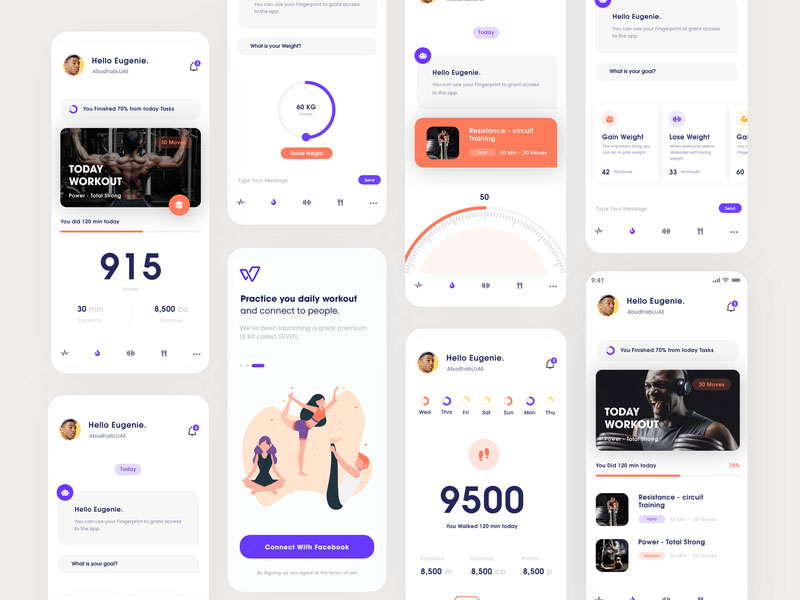 Hello Eugenie.
AbudhabI,UAE
You Finished 70% from today Tasks
30 Moves
TODAY
WORKOUT
Power - Total Strong
You did 120 min today
915
Moves
30 min
Duration
8,500 ca
Calories
Hello Eugenie.
AbudhabI,UAE
Today
Hello Eugenie.
You can use your Fingerprint to grant access
to the app.
What is your goal?
You can use your Fingerprint to grant access
to the app.
What is your Weight?
60 KG
Average
Good Weight
Type Your Message
Send
Practice you daily workout
and connect to people.
We've been launching a great premium
UI Kit called SEVEN.
Connect With Facebook
By Signing up you agree to the terms of use
Today
Hello Eugenie.
You can use your Fingerprint to grant access
to the app.
Resistance - circuit
Training
Hard
30 Min - 30 Moves
50
Hello Eugenie.
AbudhabI,UAE
Wed
Thrs
Fri
Sat
Sun
Mon
Thu
9500
You Walked 120 min today
Distance
Calories
Points
8,500 m
8,500 ca
8,500 p
Hello Eugenie.
You can use your Fingerprint to grant access
to the app.
What is your goal?
Gain Weight
The important thing you
can do to gain weight
42 Workouts
Lose Weight
When everyone seems
obsessed with losing
weight
33 Workouts
60
Type Your Message
Send
9:41
Hello Eugenie.
AbudhabI,UAE
You Finished 70% from today Tasks
30 Moves
TODAY
WORKOUT
Power - Total Strong
You Did 120 min today
70%
Resistance - circuit
Training
Hard
30 Min - 30 Moves
Power - Total Strong
Medium
30 Min - 30 Moves